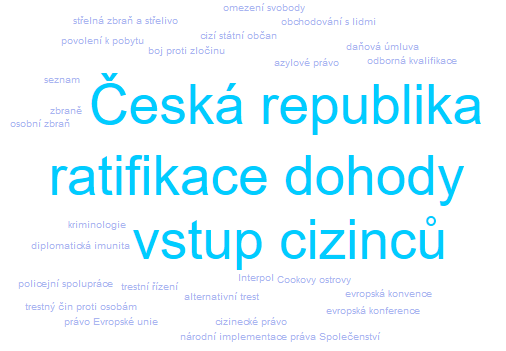 omezení svobody
střelná zbraň a střelivo
obchodování s lidmi
cizí státní občan
povolení k pobytu
boj proti zločinu
daňová úmluva
azylové právo
odborná kvalifikace
seznam
Česká republika
zbraně
osobní zbraň
ratifikace dohody
kriminologie
vstup cizinců
diplomatická imunita
Interpol
Cookovy ostrovy
policejní spolupráce
trestní řízení
alternativní trest
evropská konvence
trestný čin proti osobám
evropská konference
právo Evropské unie
cizinecké právo
národní implementace práva Společenství